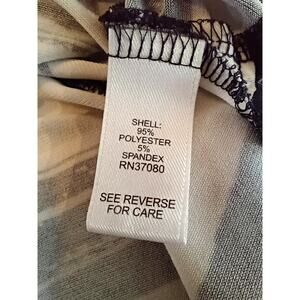 SHELL:
95%
POLYESTER
5%
SPANDEX
RN37080
SEE REVERSE
FOR CARE